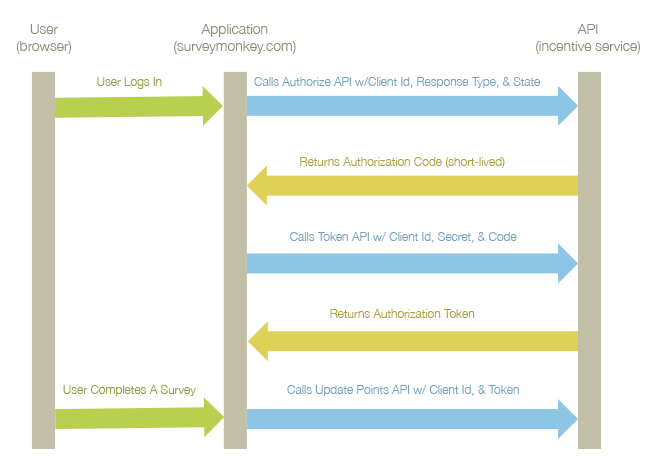 User
(browser)
Application
(surveymonkey.com)
API
(incentive service)
User Logs In
Calls Authorize API w/Client Id, Response Type, & State
Returns Authorization Code (short-lived)
Calls Token API w/ Client Id, Secret, & Code
Returns Authorization Token
User Completes A Survey
Calls Update Points API w/ Client Id, & Token